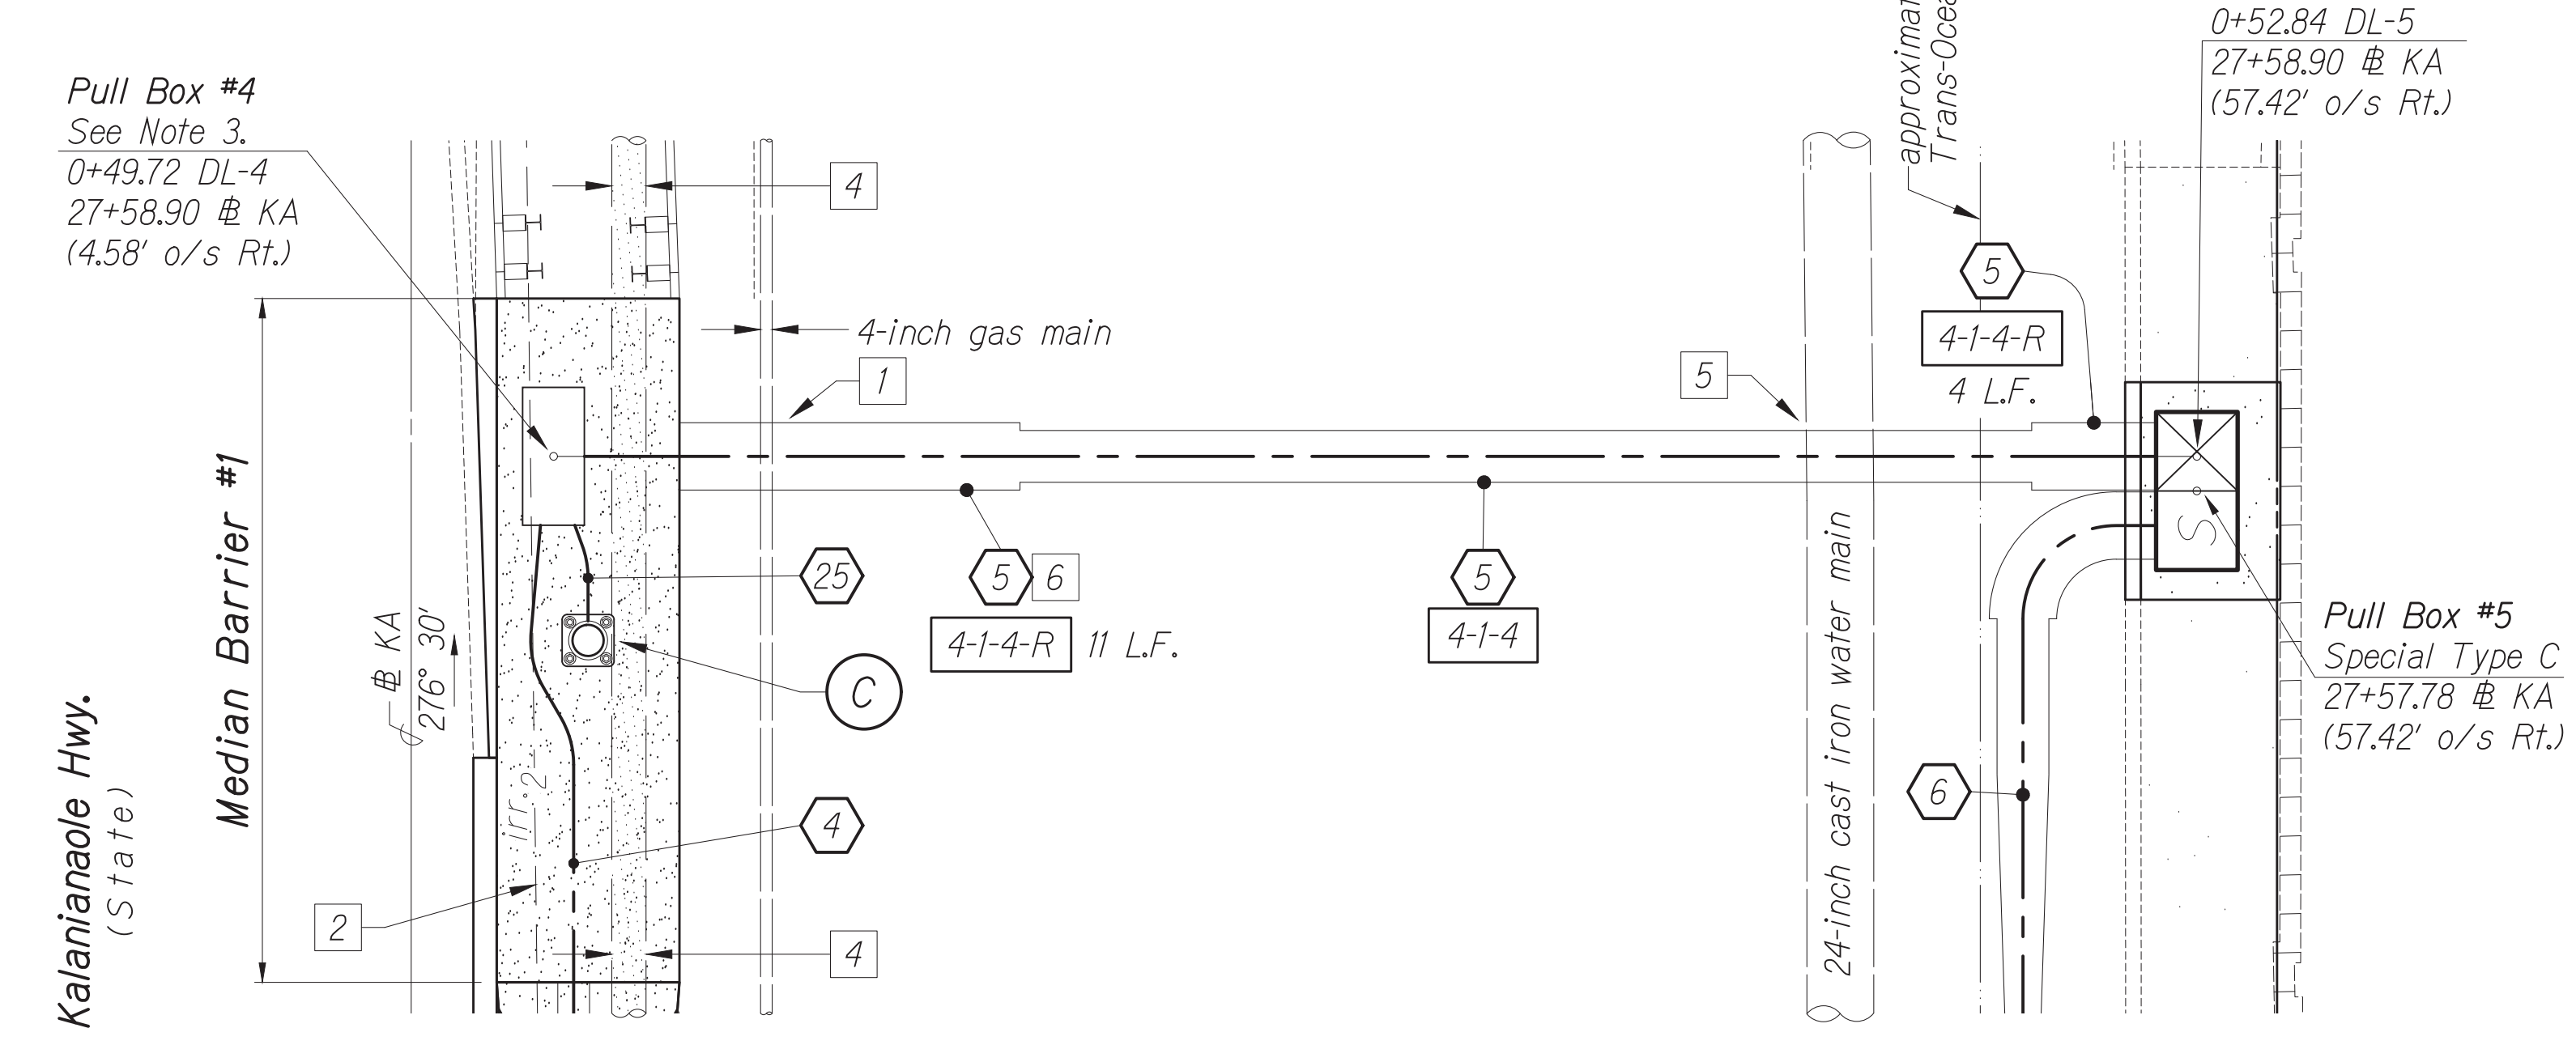 Pull Box #4
See Note 3.
0+49.72 DL-4
27+58.90 ℄ KA
(4.58' o/s Rt.)
4
4-inch gas main
1
5
approximat
Trans-Ocea
0+52.84 DL-5
27+58.90 ℄ KA
(57.42' o/s Rt.)
5
4-1-4-R
4 L.F.
Median Barrier #1
25
5
6
4-1-4-R 11 L.F.
5
4-1-4
S
24-inch cast iron water main
Pull Box #5
Special Type C
27+57.78 ℄ KA
(57.42' o/s Rt.)
Kalanianaole Hwy.
(State)
℄ KA
276° 30'
C
irr. 2
4
6
2
4